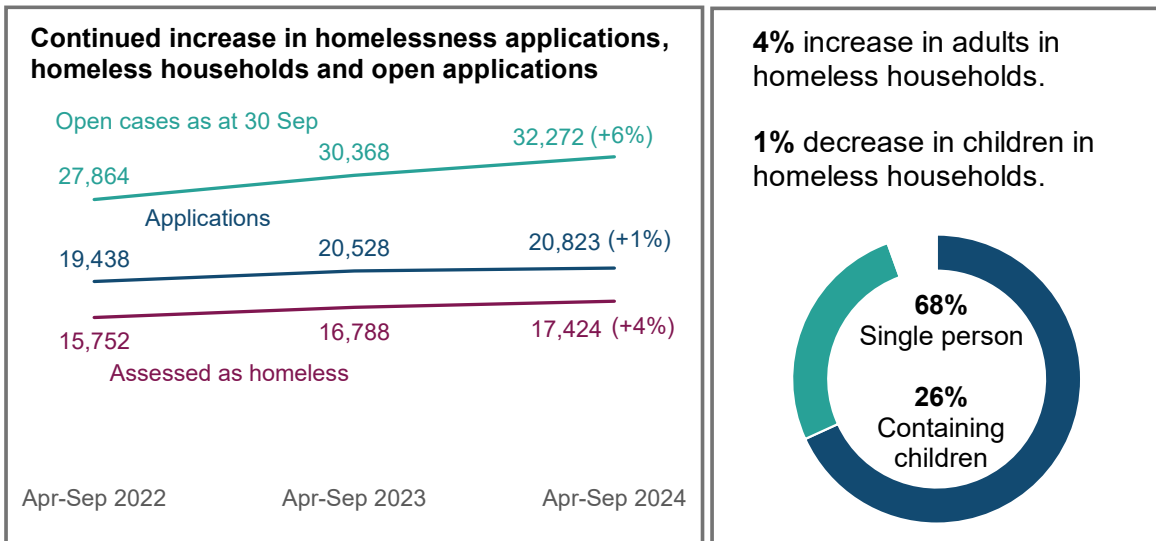 Continued increase in homelessness applications,
homeless households and open applications
Open cases as at 30 Sep
27,864
30,368
32,272 (+6%)
Applications
19,438
20,528
20,823 (+1%)
15,752
16,788
17,424 (+4%)
Assessed as homeless
Apr-Sep 2022
Apr-Sep 2023
Apr-Sep 2024
4% increase in adults in
homeless households.
1% decrease in children in
homeless households.
68%
Single person
26%
Containing
children